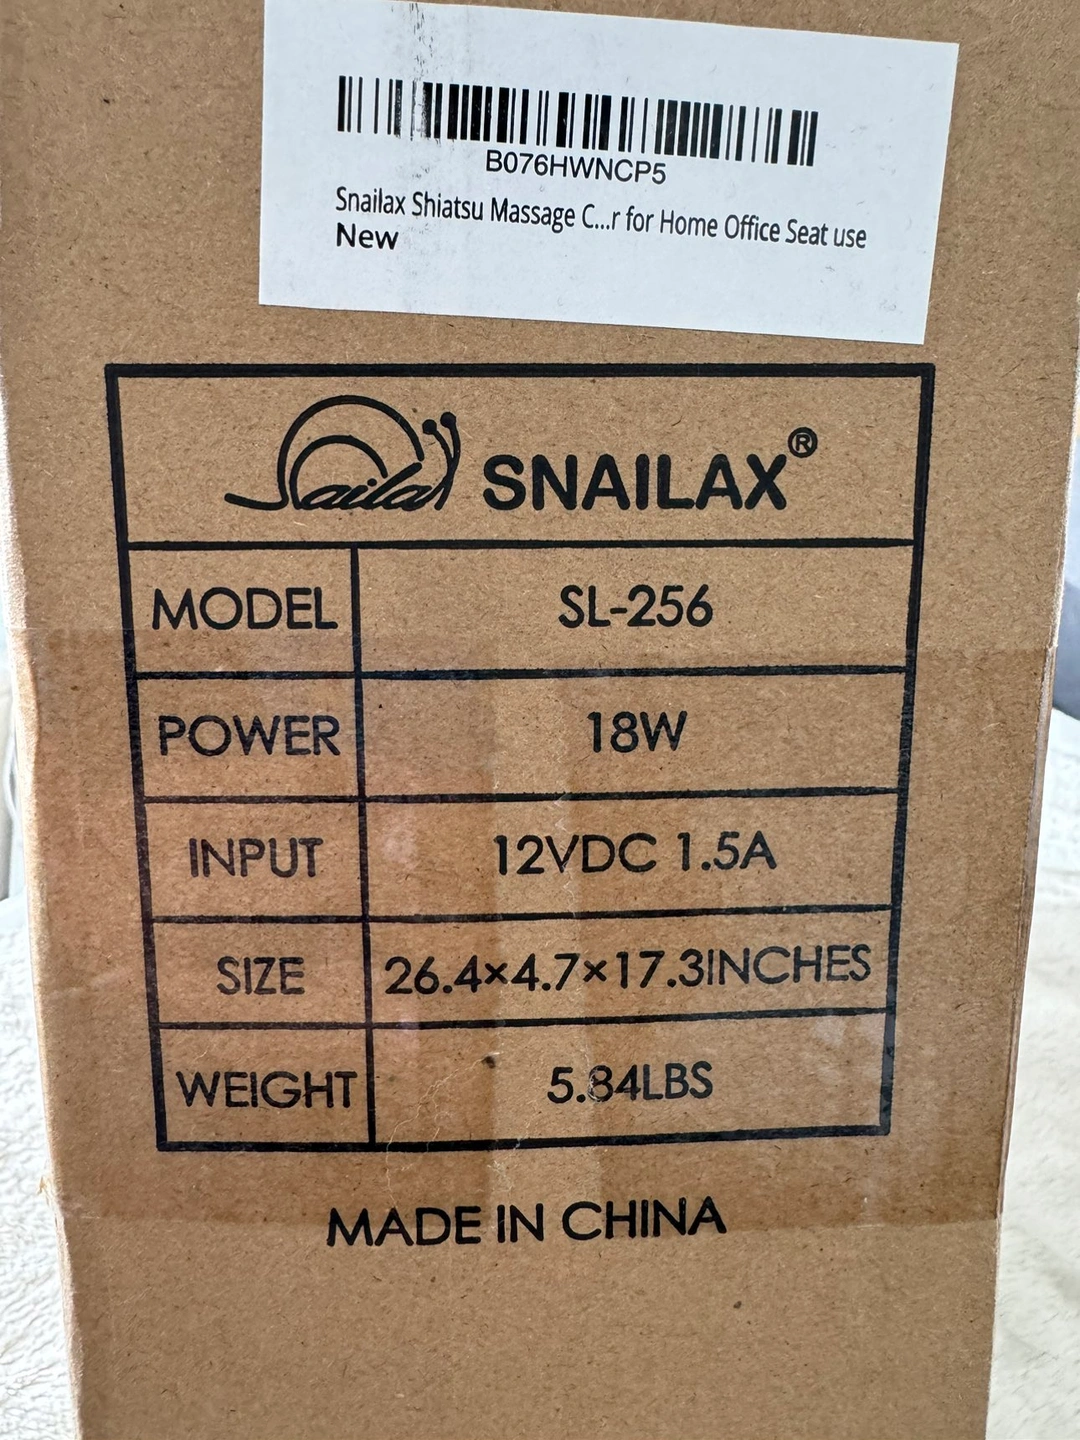 B076HWNCP5
Snailax Shiatsu Massage C...r for Home Office Seat use
New
Snailax SNAILAX®
MODEL SL-256
POWER 18W
INPUT 12VDC 1.5A
SIZE 26.4×4.7×17.3INCHES
WEIGHT 5.84LBS
MADE IN CHINA